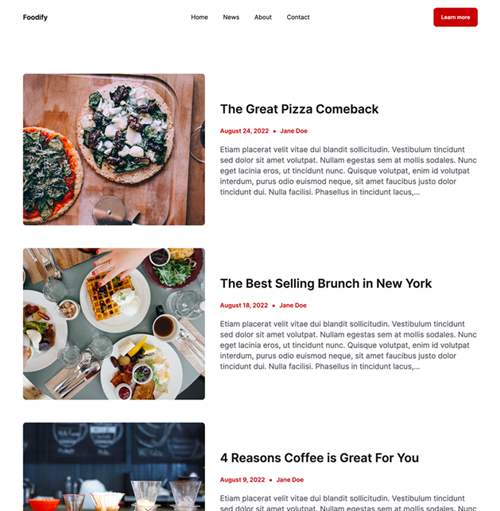 Foodify
Home
News
About
Contact
Learn more
The Great Pizza Comeback
August 24, 2022 • Jane Doe
Etiam placerat velit vitae dui blandit sollicitudin. Vestibulum tincidunt
sed dolor sit amet volutpat. Nullam egestas sem at mollis sodales. Nunc
eget lacinia eros, ut tincidunt nunc. Quisque volutpat, enim id volutpat
interdum, purus odio euismod neque, sit amet faucibus justo dolor
tincidunt dui. Nulla facilisi. Phasellus in tincidunt lacus,...
The Best Selling Brunch in New York
August 18, 2022 • Jane Doe
Etiam placerat velit vitae dui blandit sollicitudin. Vestibulum tincidunt
sed dolor sit amet volutpat. Nullam egestas sem at mollis sodales. Nunc
eget lacinia eros, ut tincidunt nunc. Quisque volutpat, enim id volutpat
interdum, purus odio euismod neque, sit amet faucibus justo dolor
tincidunt dui. Nulla facilisi. Phasellus in tincidunt lacus,...
4 Reasons Coffee is Great For You
August 9, 2022 • Jane Doe
Etiam placerat velit vitae dui blandit sollicitudin. Vestibulum tincidunt
sed dolor sit amet volutpat. Nullam egestas sem at mollis sodales. Nunc